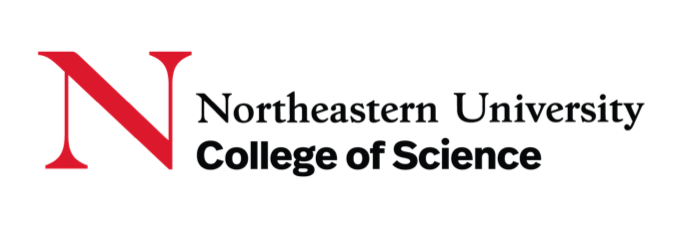 N
Northeastern University
College of Science